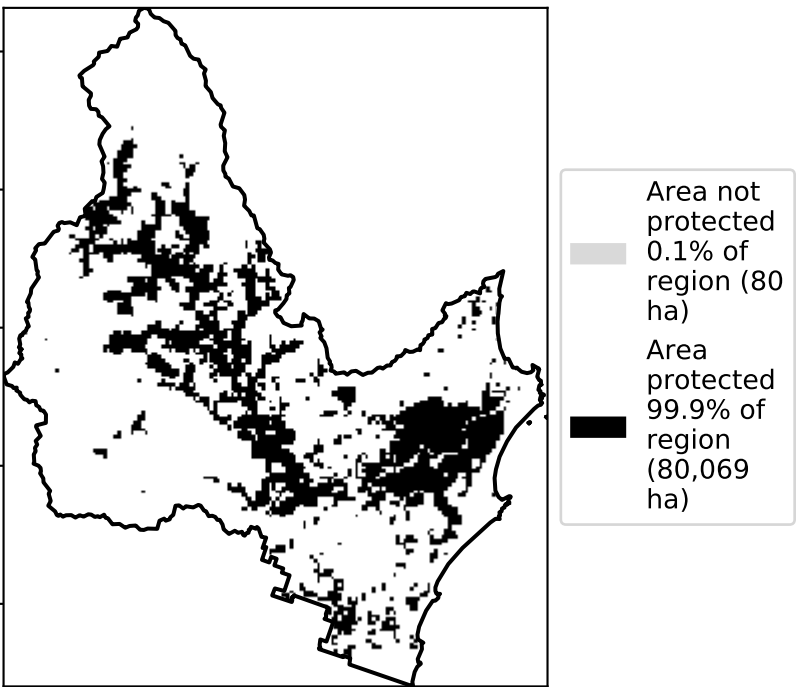 Area not
protected
0.1% of
region (80
ha)
Area
protected
99.9% of
region
(80,069
ha)